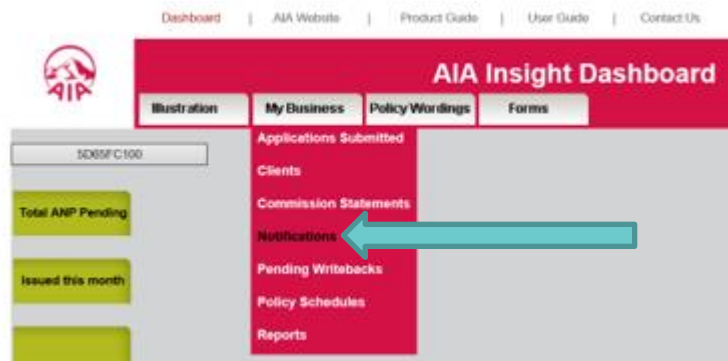 Dashboard | AIA Website | Product Guide | User Guide | Contact Us
AIA
AIA Insight Dashboard
Illustration My Business Policy Wordings Forms
Applications Submitted
5D65FC100
Clients
Commission Statements
Total ANP Pending
Notifications
Pending Writebacks
Issued this month
Policy Schedules
Reports